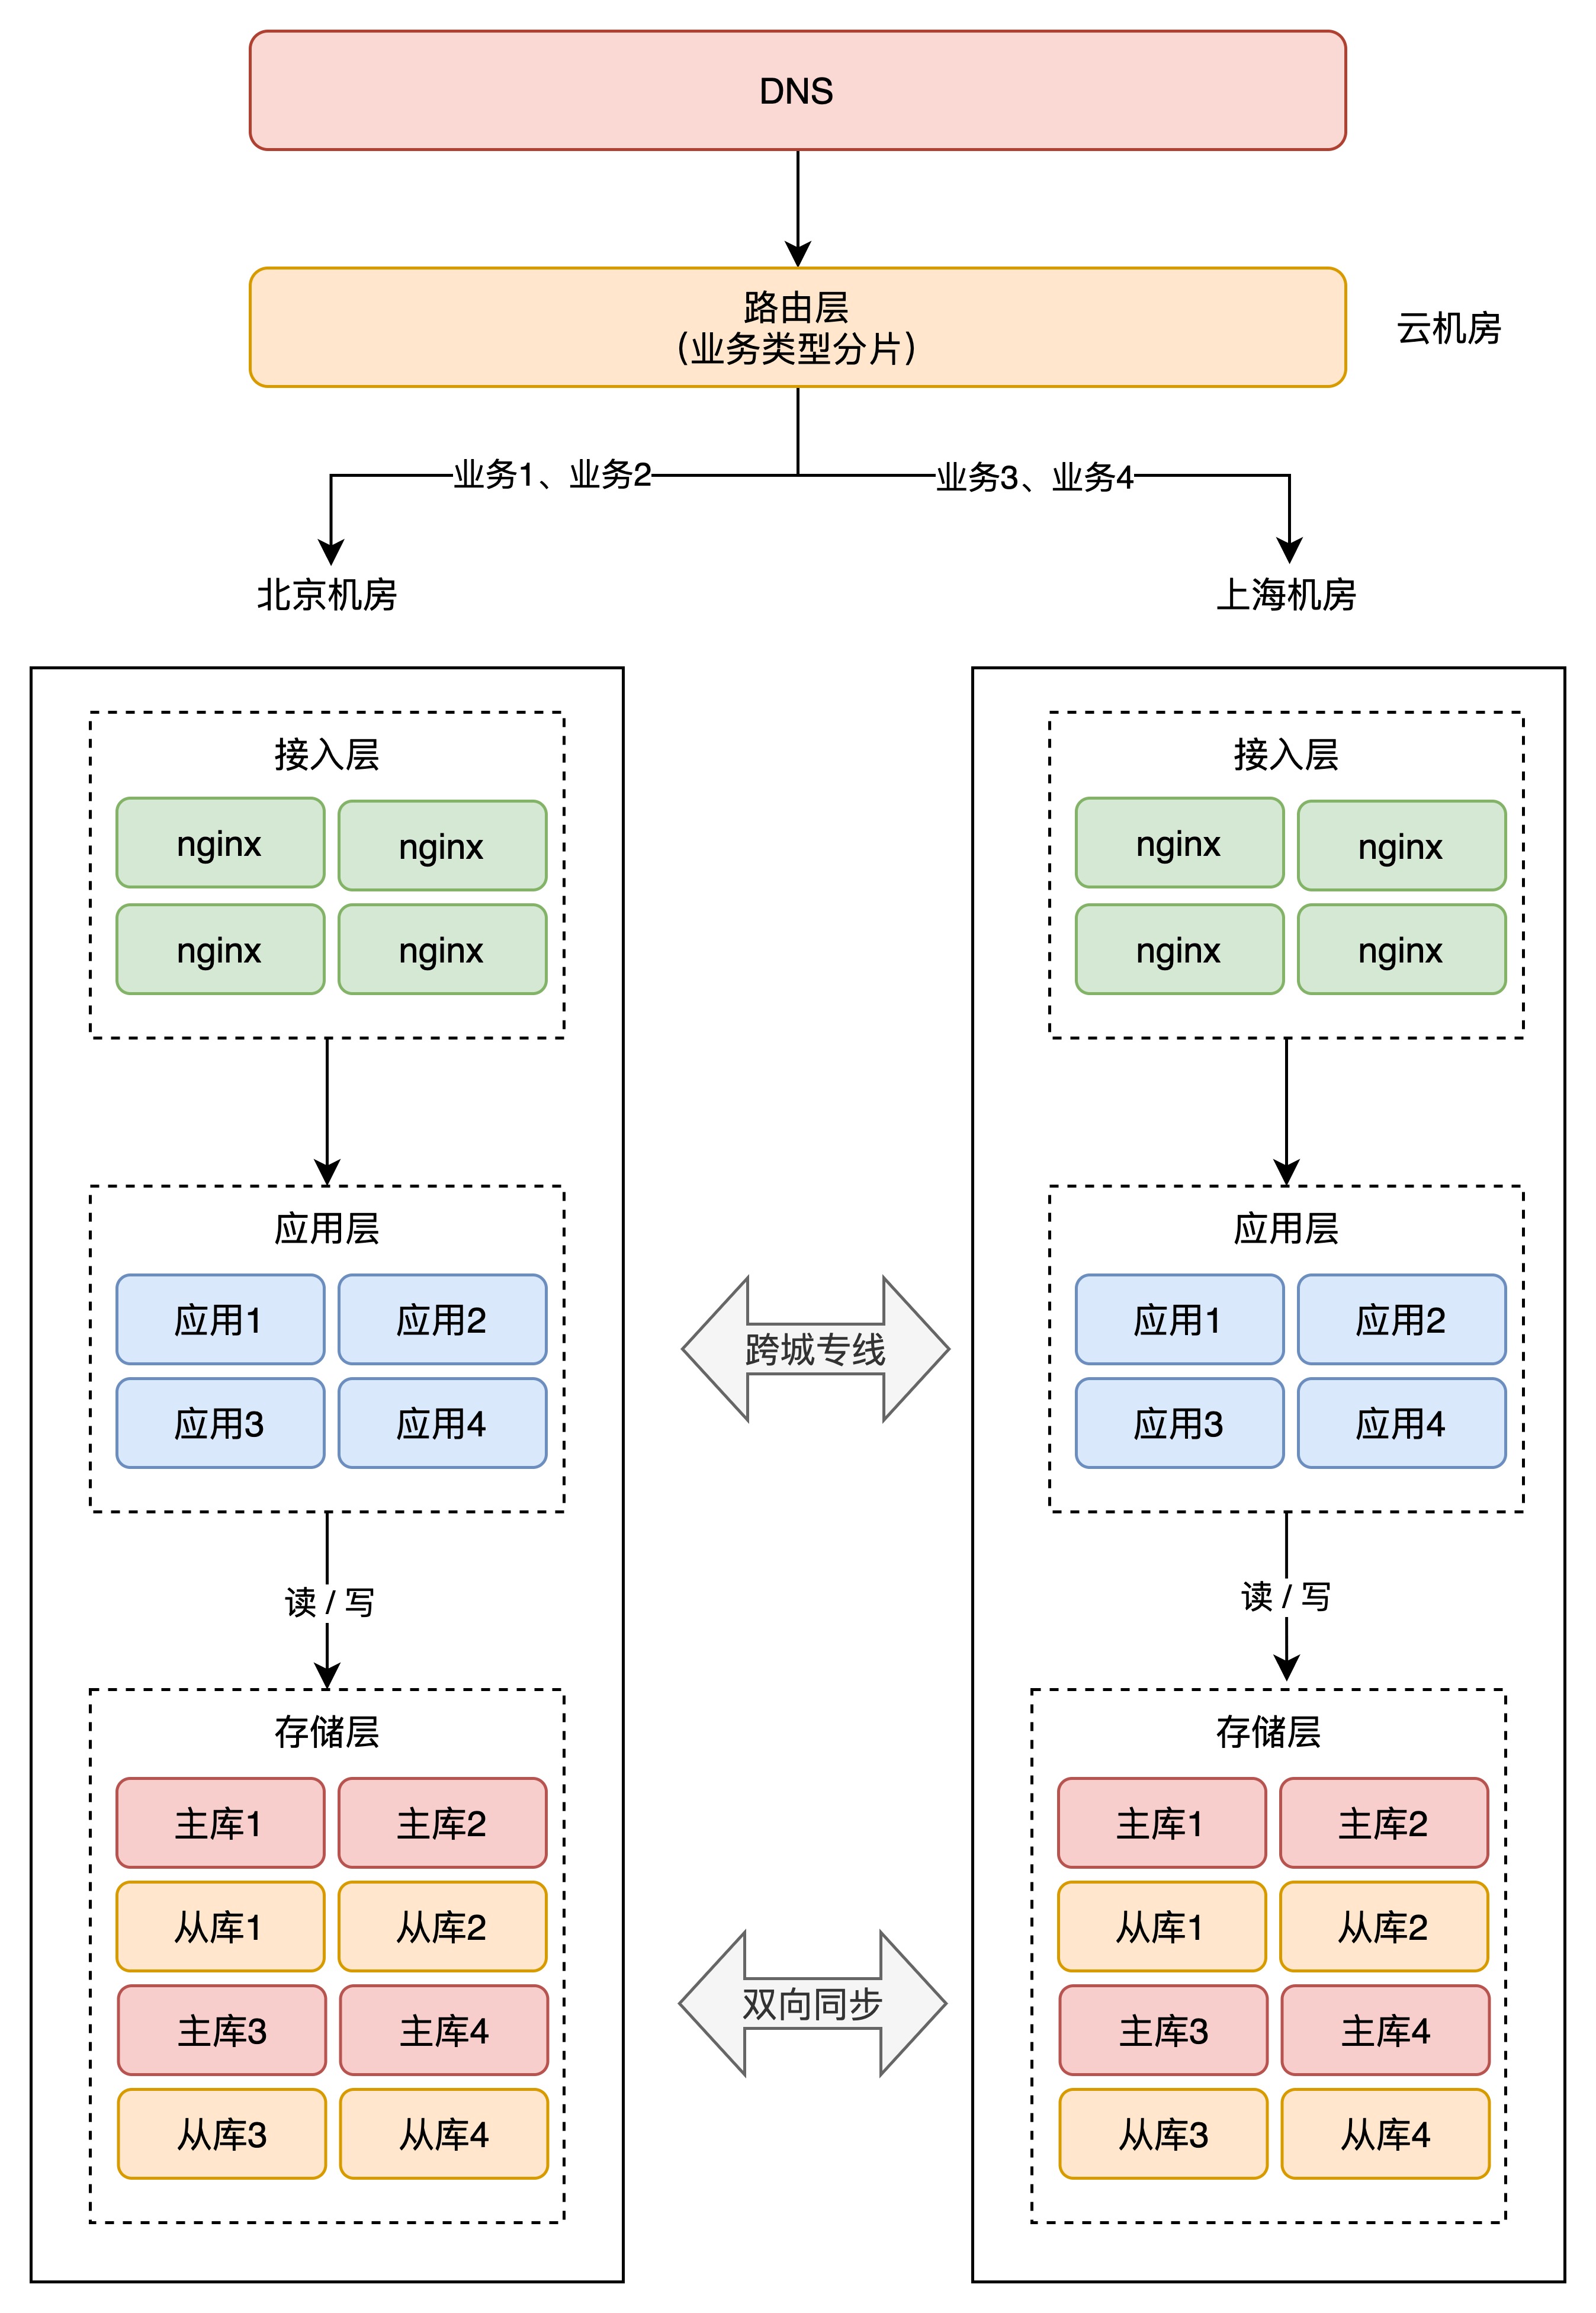 DNS
路由层
(业务类型分片)
云机房
业务1、业务2
业务3、业务4
北京机房
上海机房
接入层
nginx
nginx
nginx
nginx
应用层
应用1
应用2
应用3
应用4
读 / 写
存储层
主库1
主库2
从库1
从库2
主库3
主库4
从库3
从库4
跨城专线
双向同步
接入层
nginx
nginx
nginx
nginx
应用层
应用1
应用2
应用3
应用4
读 / 写
存储层
主库1
主库2
从库1
从库2
主库3
主库4
从库3
从库4